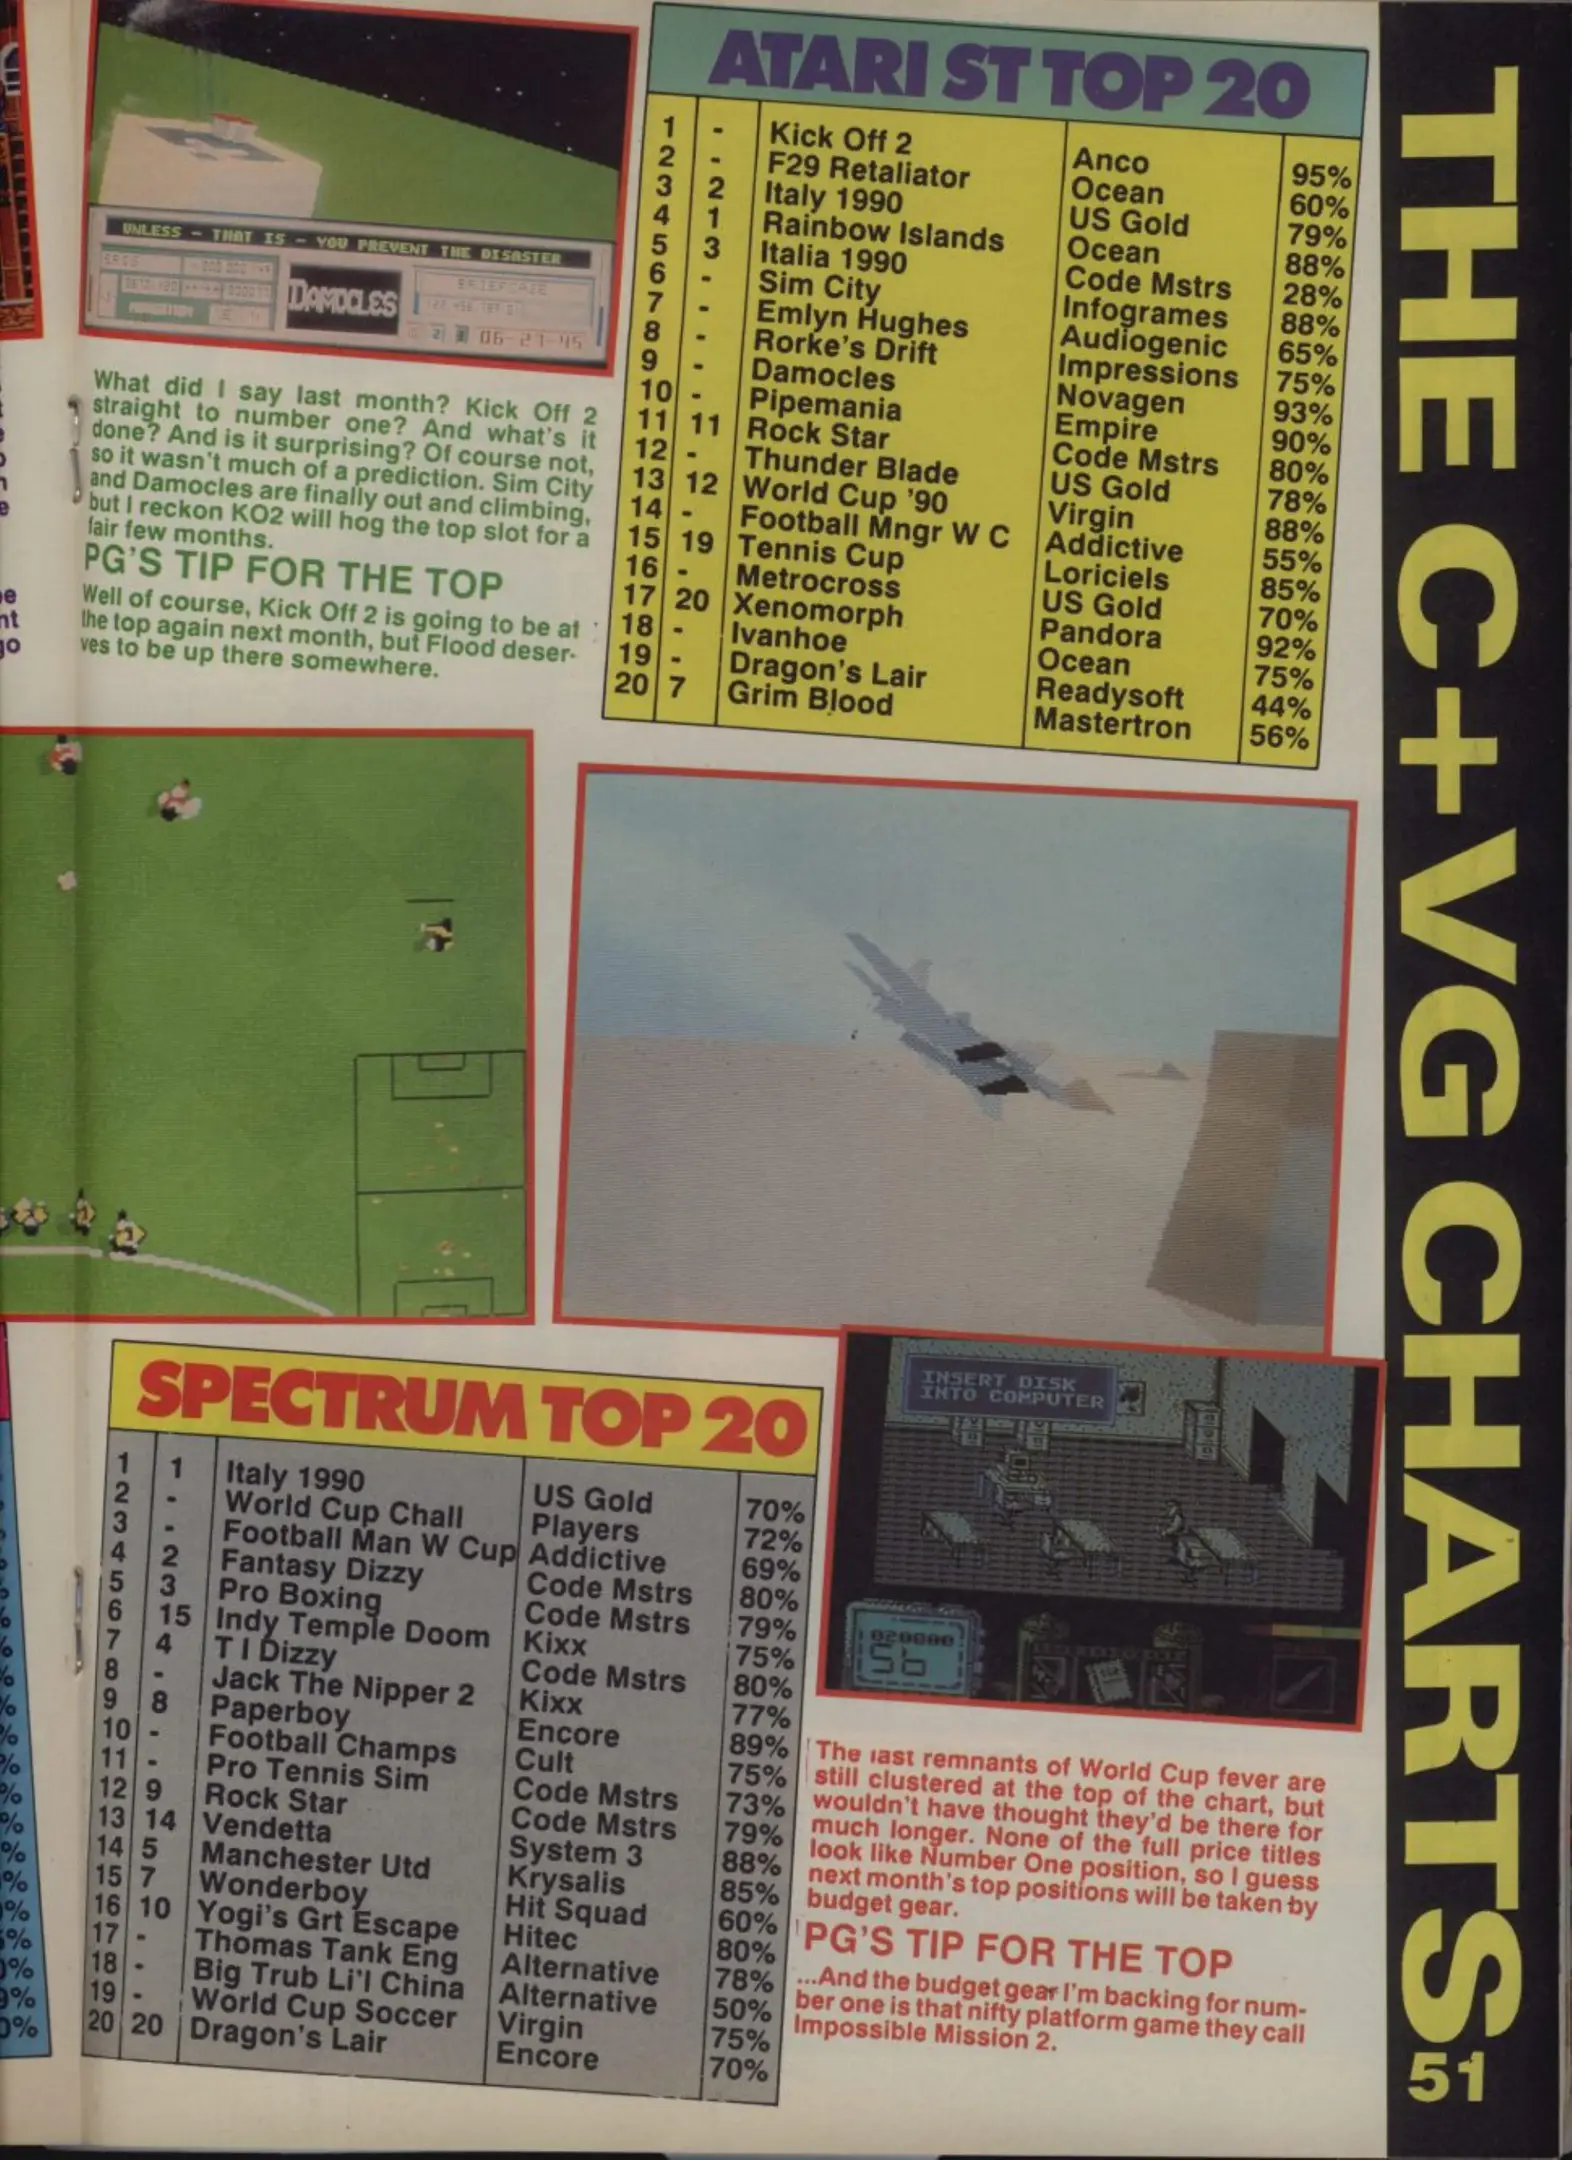 UNLESS - THAT IS - YOU PREVENT THE DISASTER
DAMOCLES
BRIEFCASE
06-27-45
What did I say last month? Kick Off 2
straight to number one? And what's it
done? And is it surprising? Of course not,
so it wasn't much of a prediction. Sim City
and Damocles are finally out and climbing,
but I reckon KO2 will hog the top slot for a
fair few months.
PG'S TIP FOR THE TOP
Well of course, Kick Off 2 is going to be at
the top again next month, but Flood deser-
ves to be up there somewhere.
ATARI ST TOP 20
1 - Kick Off 2 Anco 95%
2 - F29 Retaliator Ocean 60%
3 2 Italy 1990 US Gold 79%
4 1 Rainbow Islands Ocean 88%
5 3 Italia 1990 Code Mstrs 28%
6 - Sim City Infogrames 88%
7 - Emlyn Hughes Audiogenic 65%
8 - Rorke's Drift Impressions 75%
9 - Damocles Novagen 93%
10 - Pipemania Empire 90%
11 11 Rock Star Code Mstrs 80%
12 - Thunder Blade US Gold 78%
13 12 World Cup '90 Virgin 88%
14 - Football Mngr W C Addictive 55%
15 19 Tennis Cup Loriciels 85%
16 - Metrocross US Gold 70%
17 20 Xenomorph Pandora 92%
18 - Ivanhoe Ocean 75%
19 - Dragon's Lair Readysoft 44%
20 7 Grim Blood Mastertron 56%
SPECTRUM TOP 20
1 1 Italy 1990 US Gold 70%
2 - World Cup Chall Players 72%
3 - Football Man W Cup Addictive 69%
4 2 Fantasy Dizzy Code Mstrs 80%
5 3 Pro Boxing Code Mstrs 79%
6 15 Indy Temple Doom Kixx 75%
7 4 T I Dizzy Code Mstrs 80%
8 - Jack The Nipper 2 Kixx 77%
9 8 Paperboy Encore 89%
10 - Football Champs Cult 75%
11 - Pro Tennis Sim Code Mstrs 73%
12 9 Rock Star Code Mstrs 79%
13 14 Vendetta System 3 88%
14 5 Manchester Utd Krysalis 85%
15 7 Wonderboy Hit Squad 60%
16 10 Yogi's Grt Escape Hitec 80%
17 - Thomas Tank Eng Alternative 78%
18 - Big Trub Li'l China Alternative 50%
19 - World Cup Soccer Virgin 75%
20 20 Dragon's Lair Encore 70%
INSERT DISK
INTO COMPUTER
020000
56
The last remnants of World Cup fever are
still clustered at the top of the chart, but
wouldn't have thought they'd be there for
much longer. None of the full price titles
look like Number One position, so I guess
next month's top positions will be taken by
budget gear.
PG'S TIP FOR THE TOP
...And the budget gear I'm backing for num-
ber one is that nifty platform game they call
Impossible Mission 2.
THE C+VG CHARTS
51